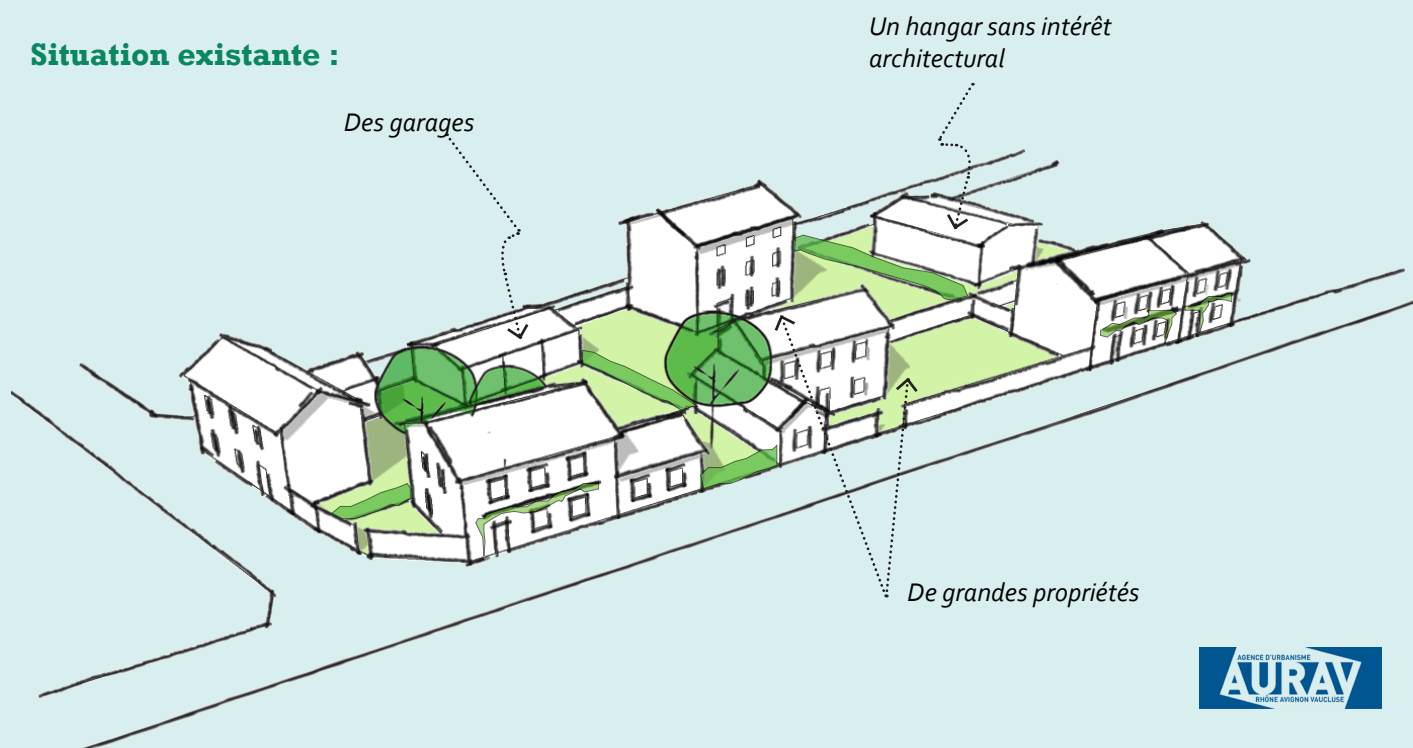 Situation existante :
Un hangar sans intérêt
architectural
Des garages
De grandes propriétés
AGENCE D'URBANISME
AURAV
RHÔNE AVIGNON VAUCLUSE